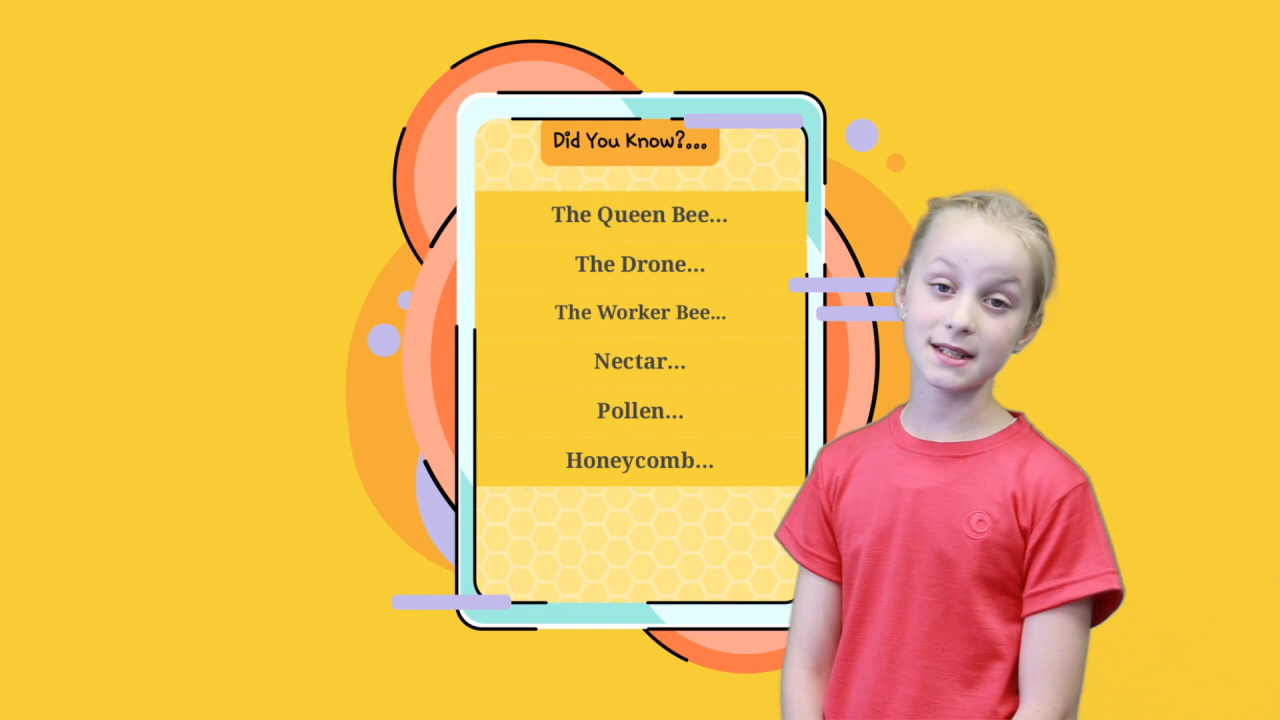 Did You Know?...
The Queen Bee...
The Drone...
The Worker Bee...
Nectar...
Pollen...
Honeycomb...